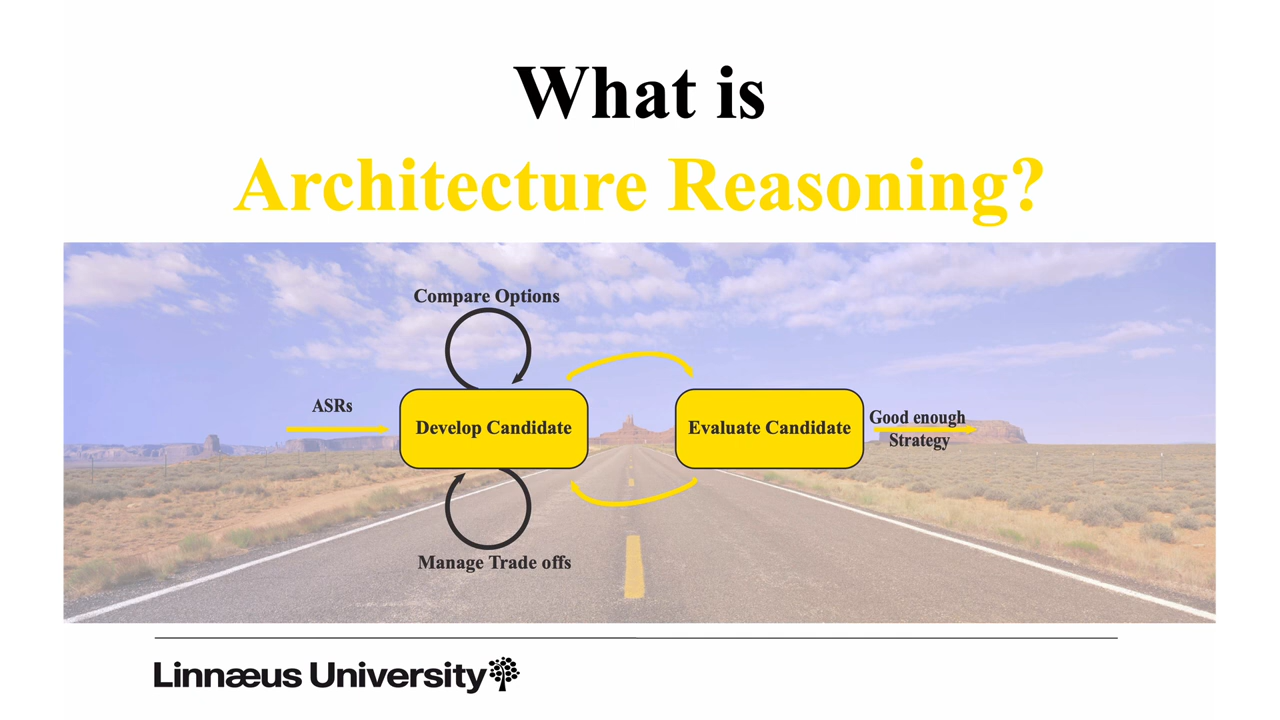 What is
Architecture Reasoning?
Compare Options
ASRs
Develop Candidate
Evaluate Candidate
Good enough
Strategy
Manage Trade offs
Linnæus University